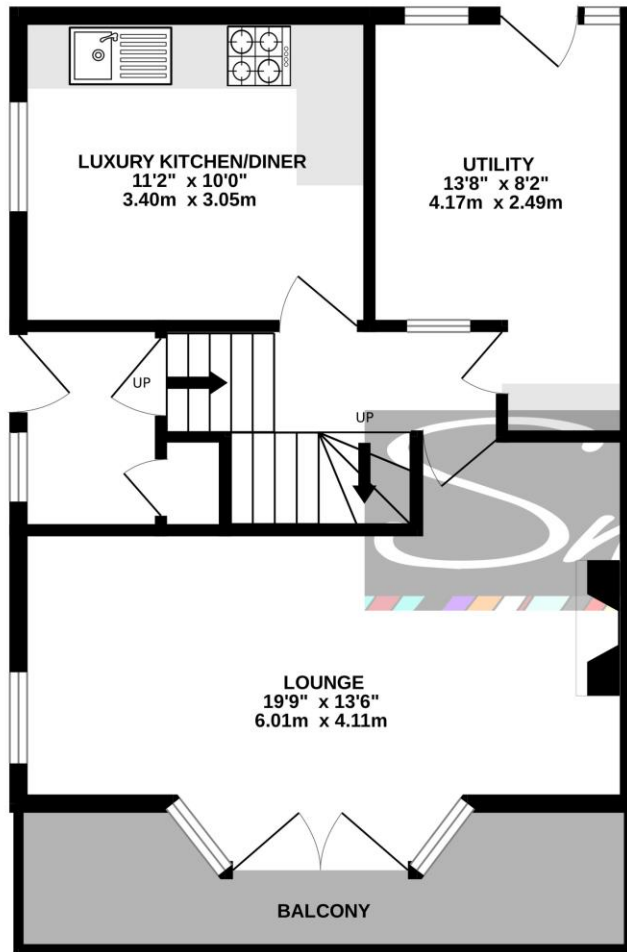 LUXURY KITCHEN/DINER
11'2" x 10'0"
3.40m x 3.05m
UTILITY
13'8" x 8'2"
4.17m x 2.49m
UP
UP
LOUNGE
19'9" x 13'6"
6.01m x 4.11m
BALCONY